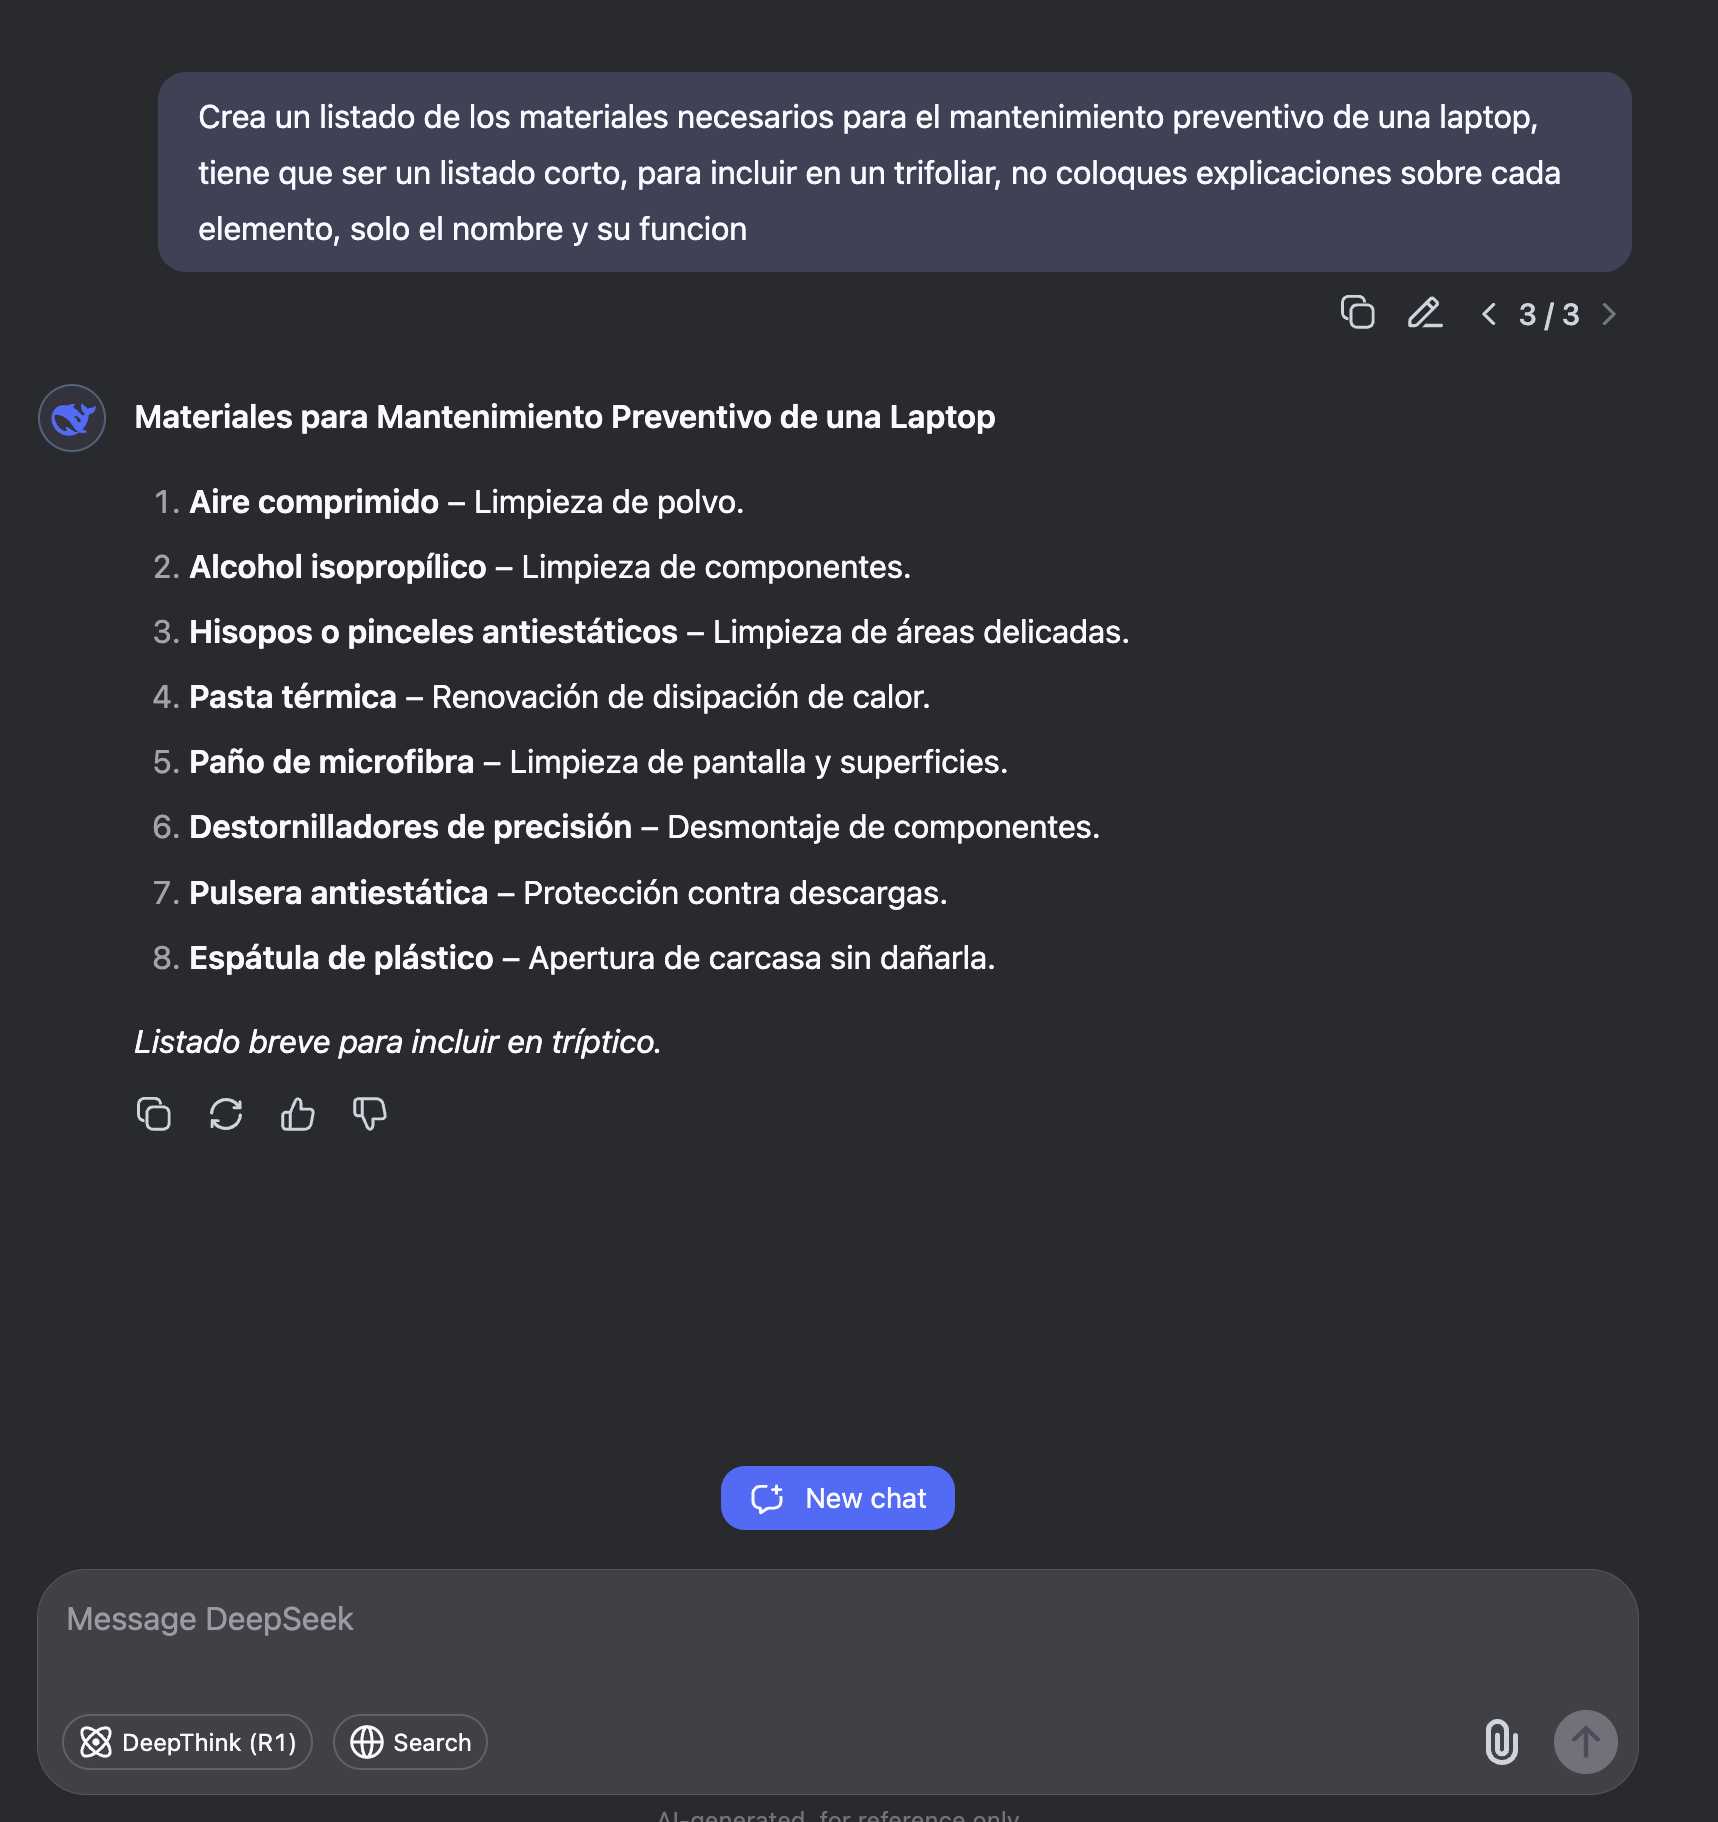 Crea un listado de los materiales necesarios para el mantenimiento preventivo de una laptop,
tiene que ser un listado corto, para incluir en un trifoliar, no coloques explicaciones sobre cada
elemento, solo el nombre y su funcion
3 / 3
Materiales para Mantenimiento Preventivo de una Laptop
1. Aire comprimido – Limpieza de polvo.
2. Alcohol isopropílico – Limpieza de componentes.
3. Hisopos o pinceles antiestáticos – Limpieza de áreas delicadas.
4. Pasta térmica – Renovación de disipación de calor.
5. Paño de microfibra – Limpieza de pantalla y superficies.
6. Destornilladores de precisión – Desmontaje de componentes.
7. Pulsera antiestática – Protección contra descargas.
8. Espátula de plástico – Apertura de carcasa sin dañarla.
Listado breve para incluir en tríptico.
New chat
Message DeepSeek
DeepThink (R1) Search
AI-generated, for reference only